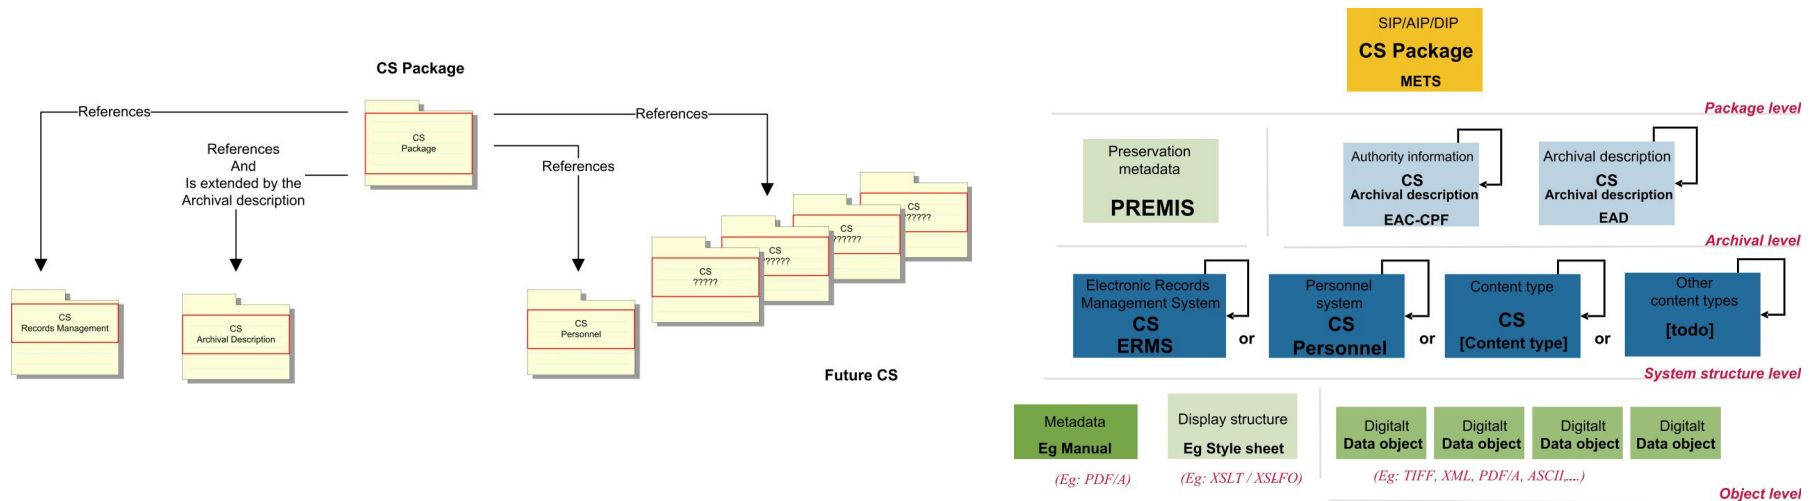 CS Package
References
CS
Package
References
References
And
Is extended by the
Archival description
References
CS
Records Management
CS
Archival Description
CS
Personnel
CS
?????
CS
??????
CS
??????
CS
??????
Future CS
SIP/AIP/DIP
CS Package
METS
Package level
Preservation
metadata
PREMIS
Authority information
CS
Archival description
EAC-CPF
Archival description
CS
Archival description
EAD
Archival level
Electronic Records
Management System
CS
ERMS
or
Personnel
system
CS
Personnel
or
Content type
CS
[Content type]
or
Other
content types
[todo]
System structure level
Metadata
Eg Manual
(Eg: PDF/A)
Display structure
Eg Style sheet
(Eg: XSLT / XSLFO)
Digitalt
Data object
Digitalt
Data object
Digitalt
Data object
Digitalt
Data object
(Eg: TIFF, XML, PDF/A, ASCII,....)
Object level